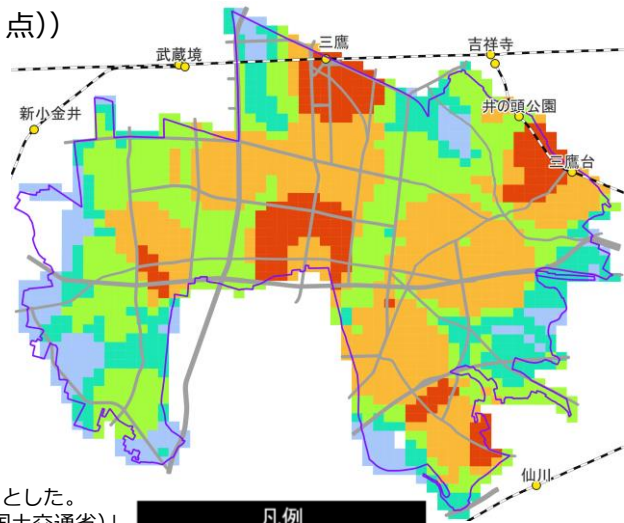 点))
三鷹
吉祥寺
武蔵境
新小金井
井の頭公園
三鷹台
仙川
とした。
国土交通省)」
凡例